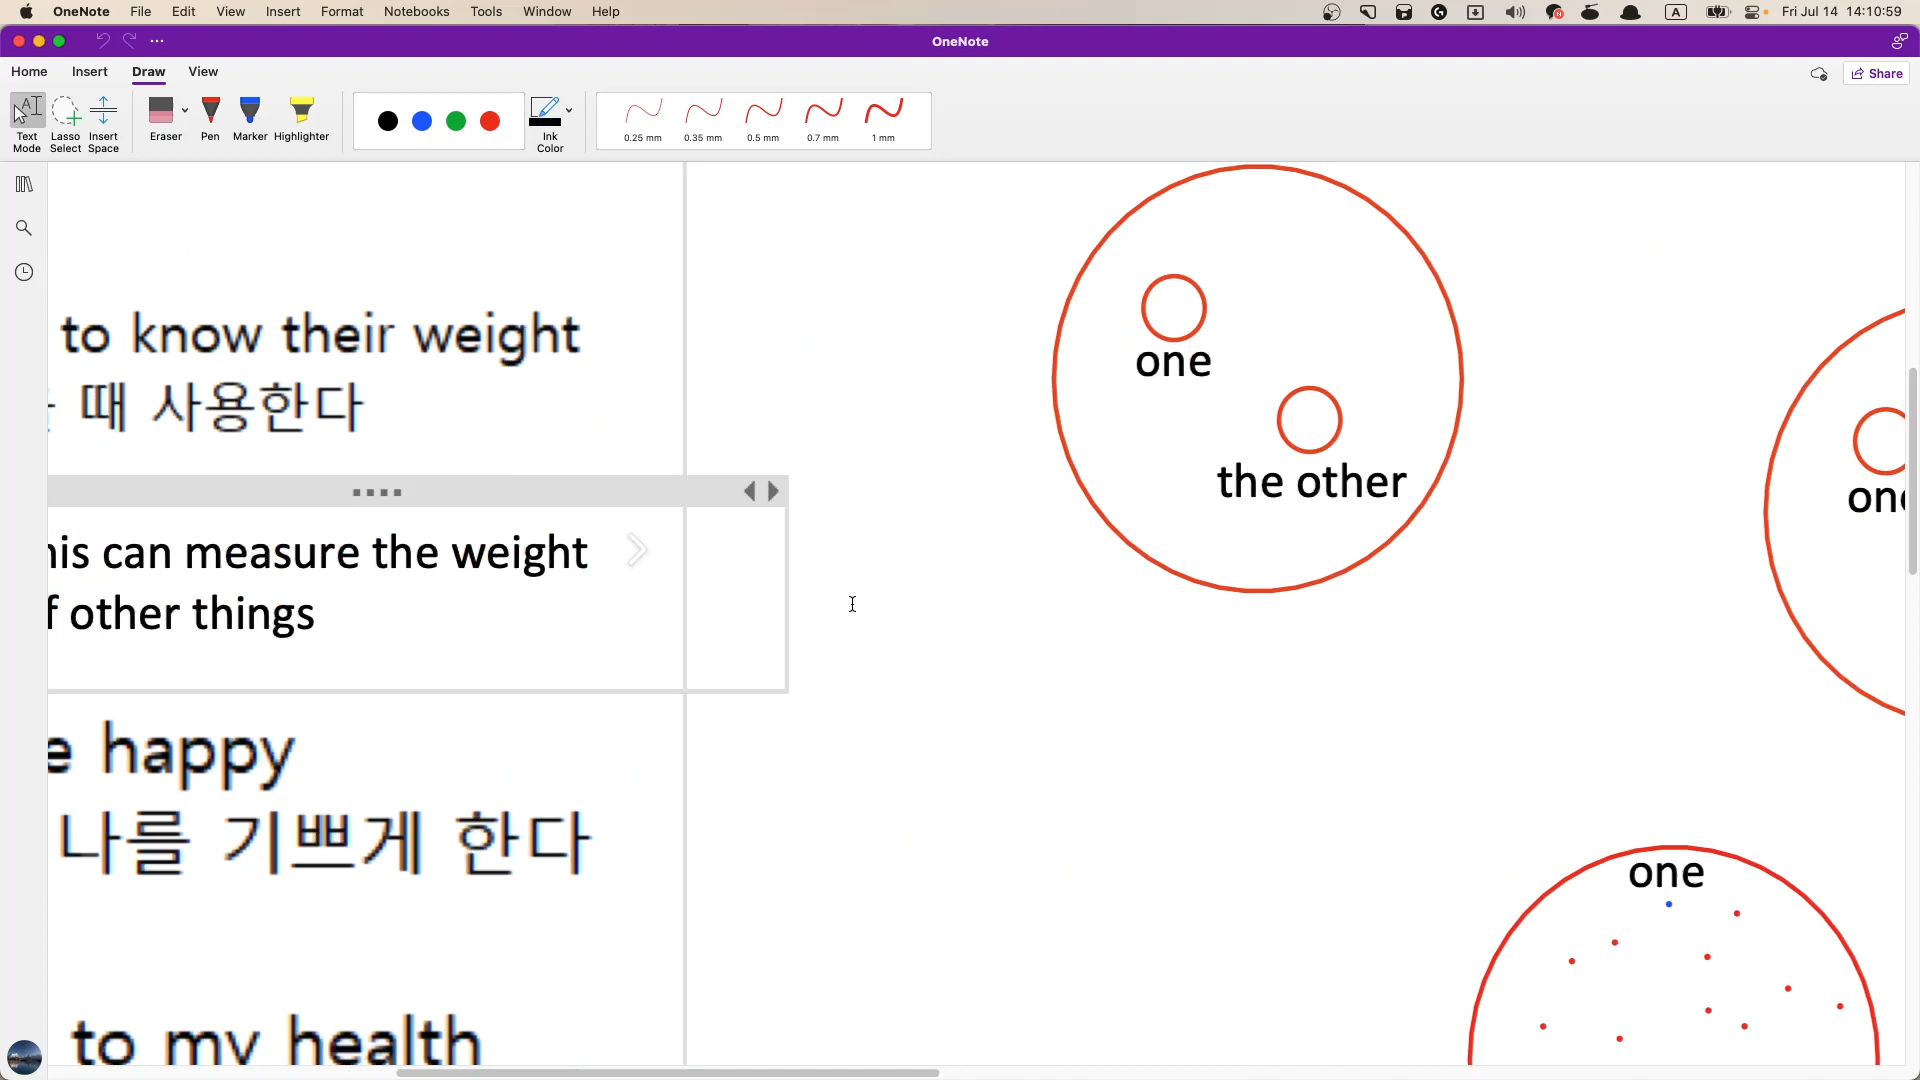 OneNote File Edit View Insert Format Notebooks Tools Window Help
A
Fri Jul 14 14:10:59
OneNote
Home Insert Draw View
Share
Text Mode
Lasso Select
Insert Space
Eraser
Pen
Marker
Highlighter
Ink Color
0.25 mm
0.35 mm
0.5 mm
0.7 mm
1 mm
to know their weight
때 사용한다
his can measure the weight
f other things
e happy
나를 기쁘게 한다
to my health
one
the other
one
one